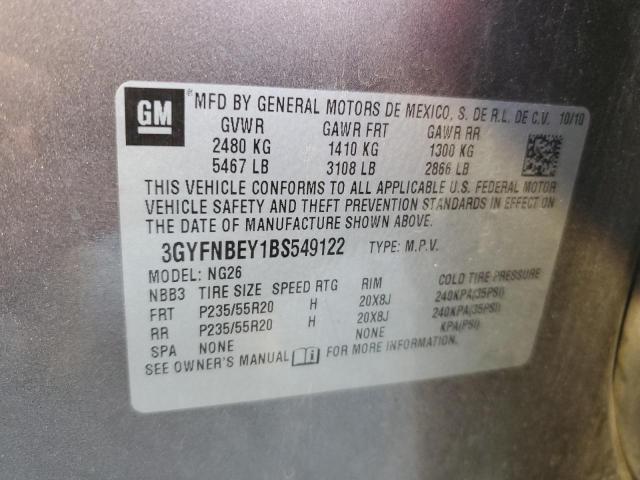 GM MFD BY GENERAL MOTORS DE MEXICO, S. DE R.L. DE C.V. 10/10
GVWR GAWR FRT GAWR RR
2480 KG 1410 KG 1300 KG
5467 LB 3108 LB 2866 LB
THIS VEHICLE CONFORMS TO ALL APPLICABLE U.S. FEDERAL MOTOR
VEHICLE SAFETY AND THEFT PREVENTION STANDARDS IN EFFECT ON
THE DATE OF MANUFACTURE SHOWN ABOVE.
3GYFNBEY1BS549122 TYPE: M.P.V.
MODEL: NG26
NBB3 TIRE SIZE SPEED RTG RIM COLD TIRE PRESSURE
FRT P235/55R20 H 20X8J 240KPA(35PSI)
RR P235/55R20 H 20X8J 240KPA(35PSI)
SPA NONE NONE KPA(PSI)
SEE OWNER'S MANUAL FOR MORE INFORMATION.